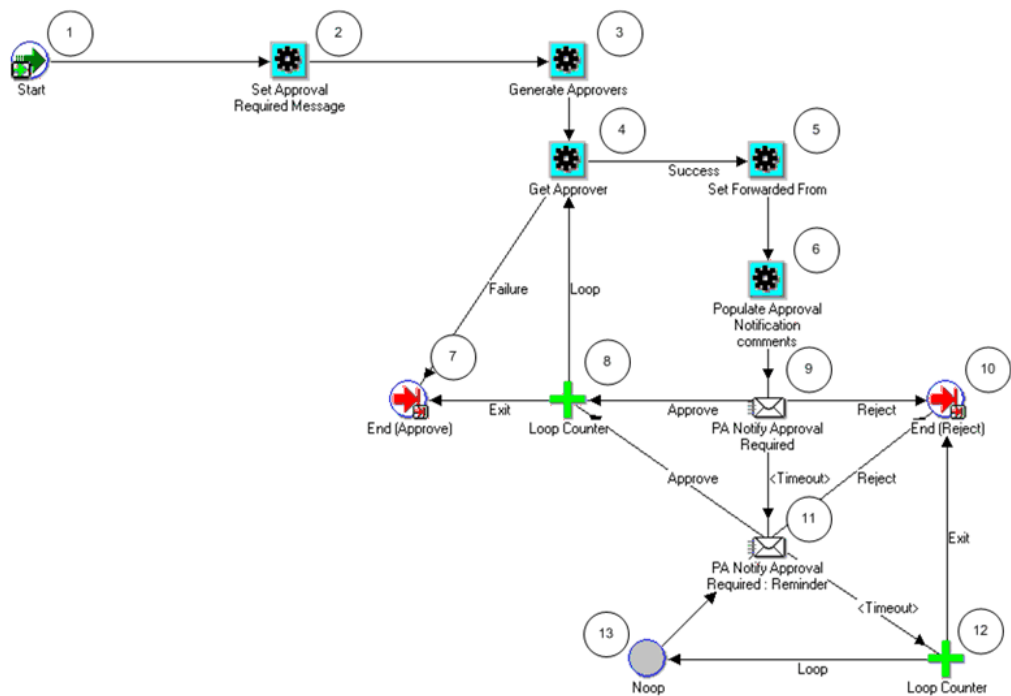 1
2
3
Start
Set Approval
Required Message
Generate Approvers
4
5
Success
Get Approver
Set Forwarded From
6
Failure
Loop
Populate Approval
Notification
comments
7
8
9
10
Exit
Approve
Reject
End (Approve)
Loop Counter
PA Notify Approval
Required
End (Reject)
Approve
<Timeout>
Reject
11
Exit
PA Notify Approval
Required : Reminder
<Timeout>
13
12
Loop
Noop
Loop Counter